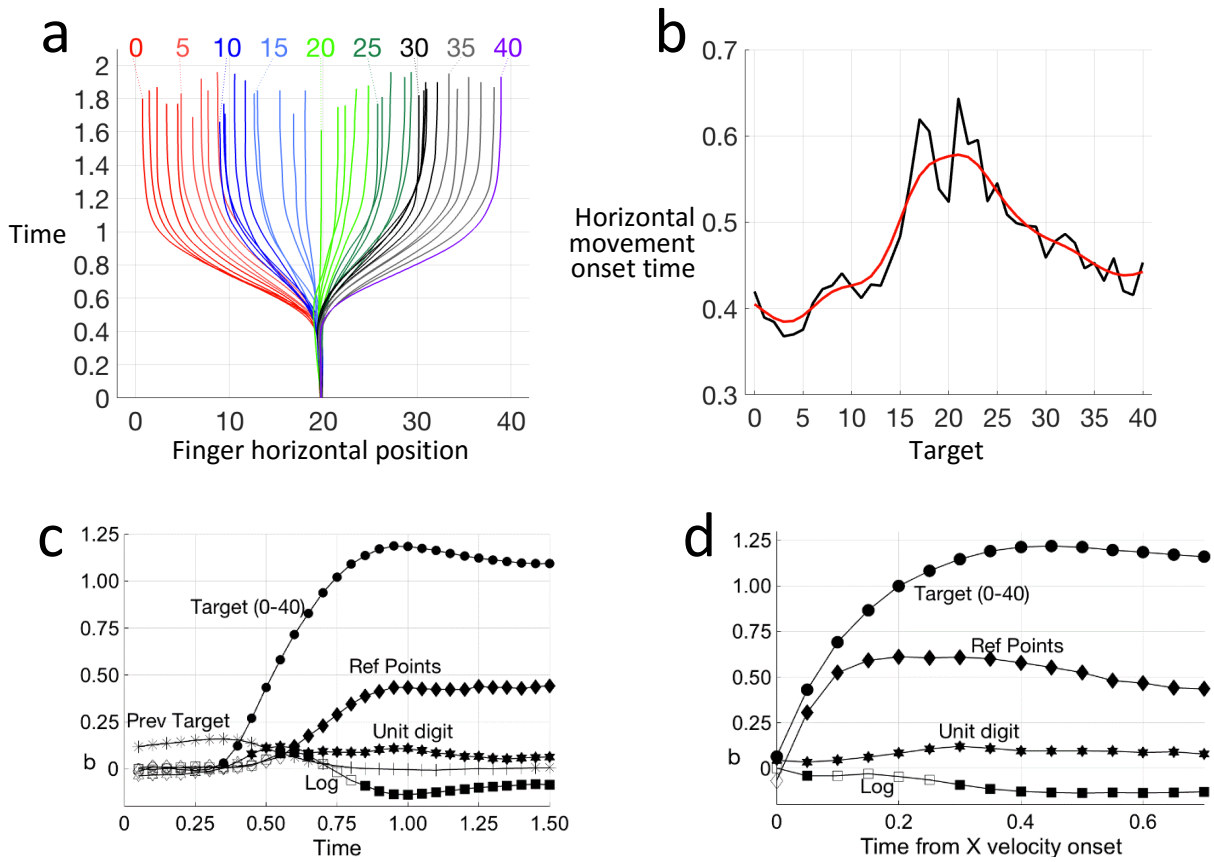 a
0 5 10 15 20 25 30 35 40
2
1.8
1.6
1.4
1.2
1
0.8
0.6
0.4
0.2
0
Time
0 10 20 30 40
Finger horizontal position
b
0.7
0.6
0.5
0.4
0.3
Horizontal
movement
onset time
0 5 10 15 20 25 30 35 40
Target
c
1.25
1.00
0.75
0.50
0.25
0
b
Target (0-40)
Ref Points
Prev Target
Unit digit
Log
0 0.25 0.50 0.75 1.00 1.25 1.50
Time
d
1.25
1.00
0.75
0.50
0.25
0
b
Target (0-40)
Ref Points
Unit digit
Log
0 0.2 0.4 0.6
Time from X velocity onset